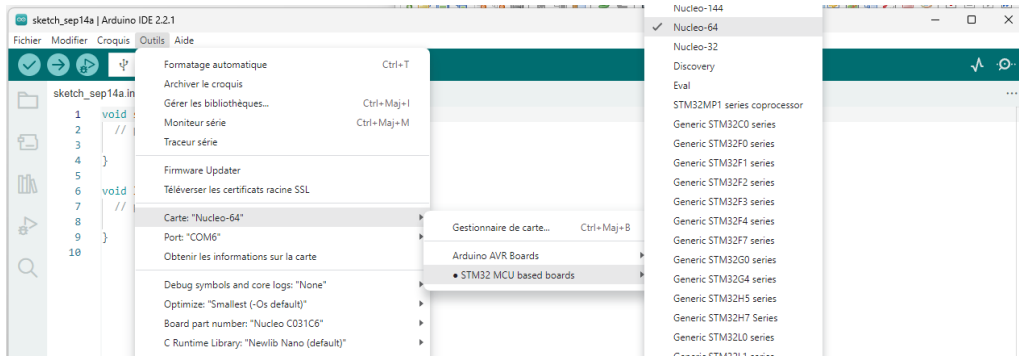 sketch_sep14a | Arduino IDE 2.2.1
Fichier Modifier Croquis Outils Aide
sketch_sep14a.in
1 void
2 //
3
4 }
5
6 void
7 //
8
9 }
10
Formatage automatique Ctrl+T
Archiver le croquis
Gérer les bibliothèques... Ctrl+Maj+I
Moniteur série Ctrl+Maj+M
Traceur série
Firmware Updater
Téléverser les certificats racine SSL
Carte: "Nucleo-64"
Port: "COM6"
Obtenir les informations sur la carte
Debug symbols and core logs: "None"
Optimize: "Smallest (-Os default)"
Board part number: "Nucleo C031C6"
C Runtime Library: "Newlib Nano (default)"
Gestionnaire de carte... Ctrl+Maj+B
Arduino AVR Boards
● STM32 MCU based boards
Nucleo-144
✓ Nucleo-64
Nucleo-32
Discovery
Eval
STM32MP1 series coprocessor
Generic STM32C0 series
Generic STM32F0 series
Generic STM32F1 series
Generic STM32F2 series
Generic STM32F3 series
Generic STM32F4 series
Generic STM32F7 series
Generic STM32G0 series
Generic STM32G4 series
Generic STM32H5 series
Generic STM32H7 Series
Generic STM32L0 series
Generic STM32L1 series